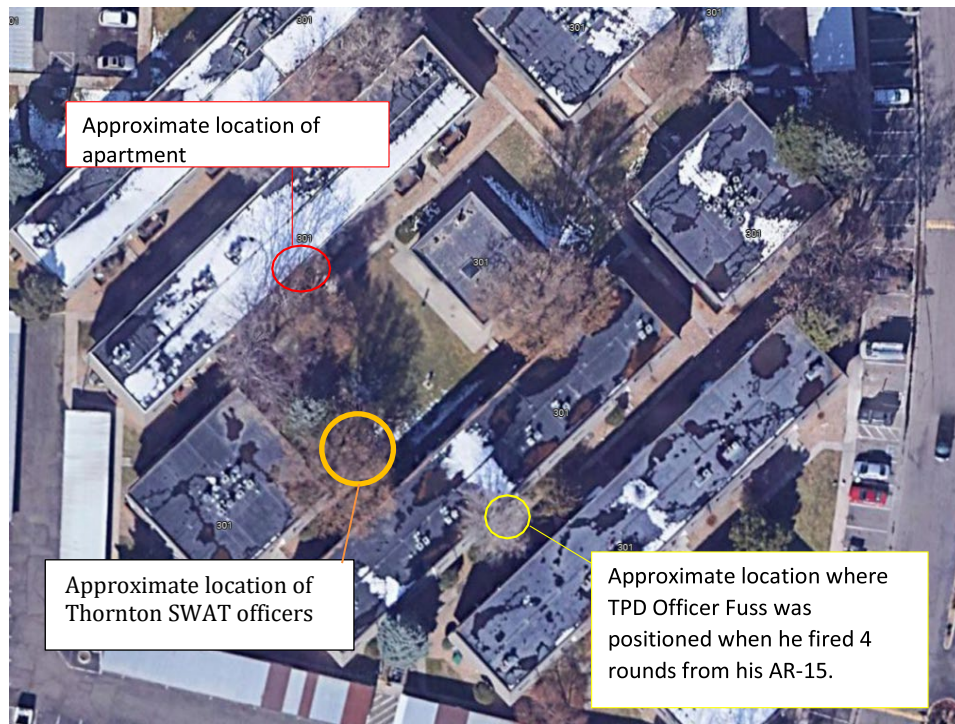 01
301
301
301
Approximate location of
apartment
301
301
301
301
301
301
Approximate location of
Thornton SWAT officers
Approximate location where
TPD Officer Fuss was
positioned when he fired 4
rounds from his AR-15.